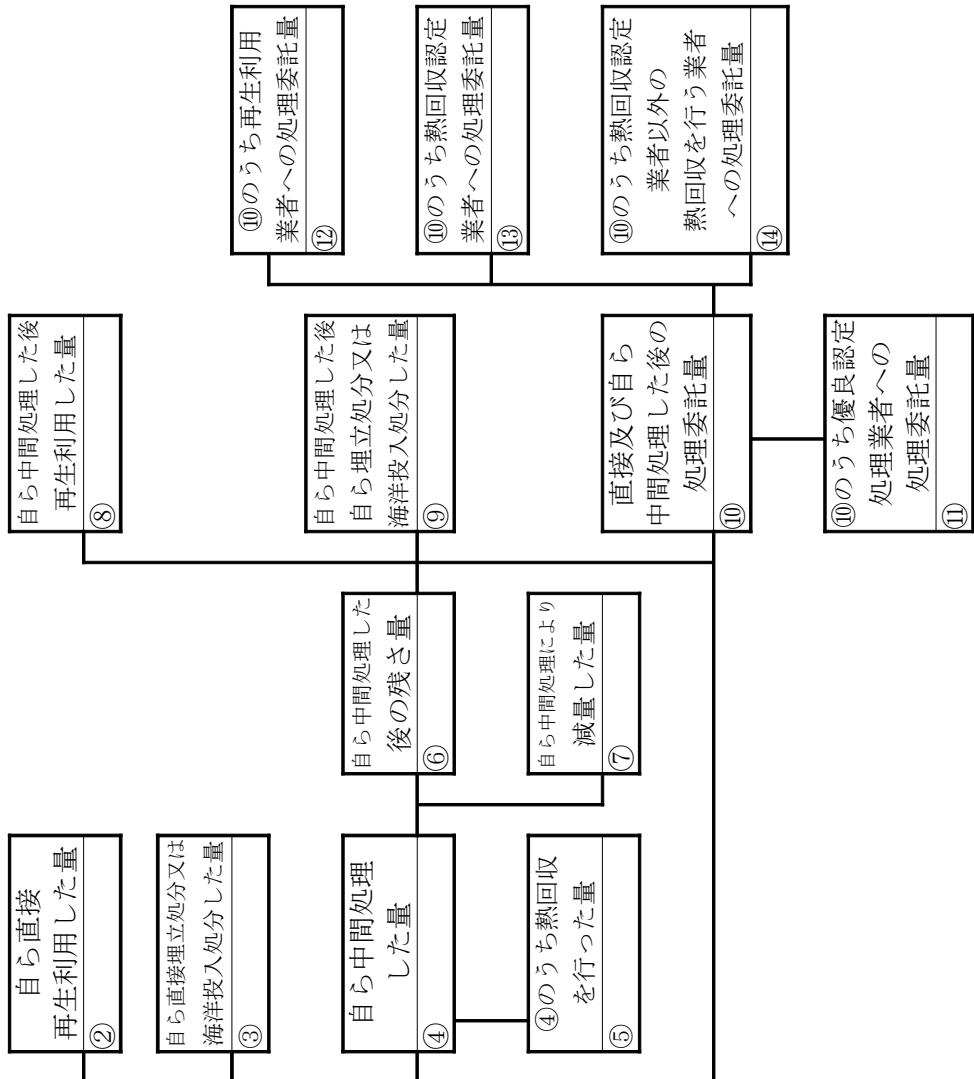 自ら直接
再生利用した量
②
自ら直接埋立処分又は
海洋投入処分した量
③
自ら中間処理
した量
④
④のうち熱回収
を行った量
⑤
自ら中間処理した
後の残さ量
⑥
自ら中間処理により
減量した量
⑦
自ら中間処理した後
再生利用した量
⑧
自ら中間処理した後
自ら埋立処分又は
海洋投入処分した量
⑨
直接及び自ら
中間処理した後の
処理委託量
⑩
⑩のうち優良認定
処理業者への
処理委託量
⑪
⑩のうち再生利用
業者への処理委託量
⑫
⑩のうち熱回収認定
業者への処理委託量
⑬
⑩のうち熱回収認定
業者以外の
熱回収を行う業者
への処理委託量
⑭